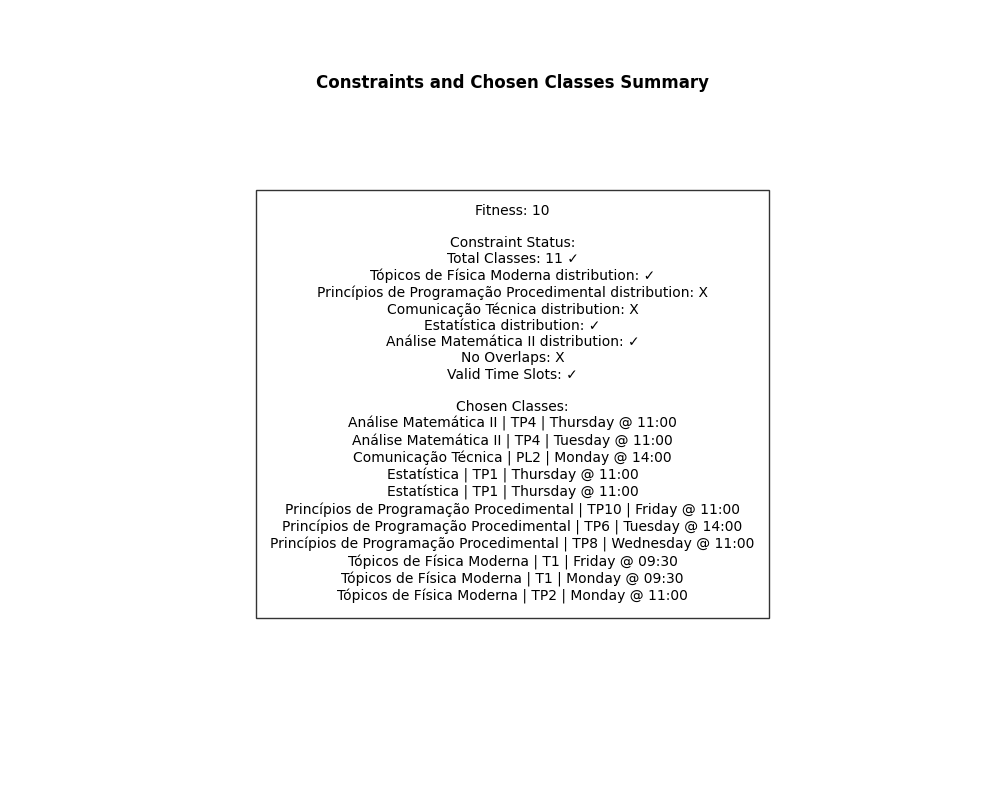 Constraints and Chosen Classes Summary
Fitness: 10
Constraint Status:
Total Classes: 11 ✓
Tópicos de Física Moderna distribution: ✓
Princípios de Programação Procedimental distribution: X
Comunicação Técnica distribution: X
Estatística distribution: ✓
Análise Matemática II distribution: ✓
No Overlaps: X
Valid Time Slots: ✓
Chosen Classes:
Análise Matemática II | TP4 | Thursday @ 11:00
Análise Matemática II | TP4 | Tuesday @ 11:00
Comunicação Técnica | PL2 | Monday @ 14:00
Estatística | TP1 | Thursday @ 11:00
Estatística | TP1 | Thursday @ 11:00
Princípios de Programação Procedimental | TP10 | Friday @ 11:00
Princípios de Programação Procedimental | TP6 | Tuesday @ 14:00
Princípios de Programação Procedimental | TP8 | Wednesday @ 11:00
Tópicos de Física Moderna | T1 | Friday @ 09:30
Tópicos de Física Moderna | T1 | Monday @ 09:30
Tópicos de Física Moderna | TP2 | Monday @ 11:00